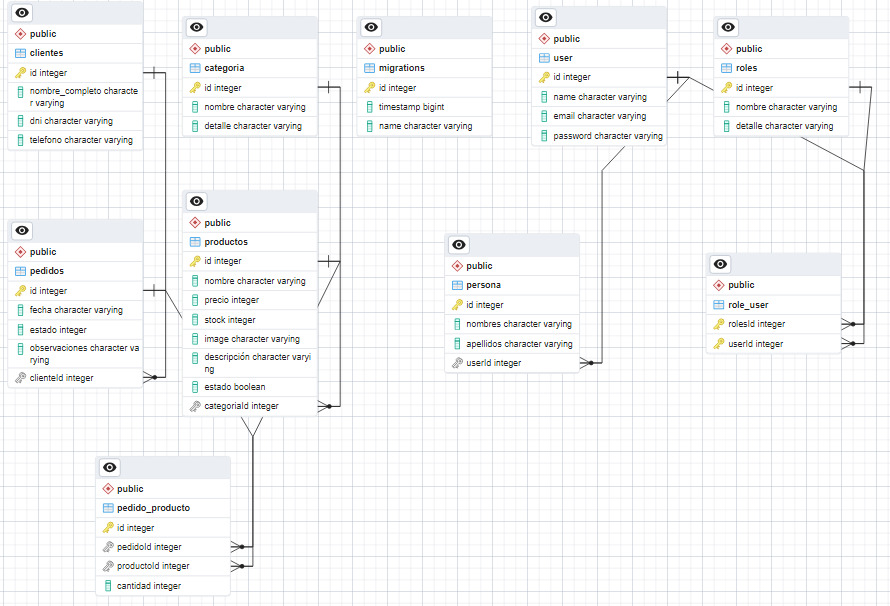 public
clientes
id integer
nombre_completo characte
r varying
dni character varying
telefono character varying
public
categoria
id integer
nombre character varying
detalle character varying
public
migrations
id integer
timestamp bigint
name character varying
public
user
id integer
name character varying
email character varying
password character varying
public
roles
id integer
nombre character varying
detalle character varying
public
pedidos
id integer
fecha character varying
estado integer
observaciones character va
rying
clienteId integer
public
productos
id integer
nombre character varying
precio integer
stock integer
image character varying
descripción character varyi
ng
estado boolean
categoriaId integer
public
persona
id integer
nombres character varying
apellidos character varying
userId integer
public
role_user
rolesId integer
userId integer
public
pedido_producto
id integer
pedidoId integer
productoId integer
cantidad integer